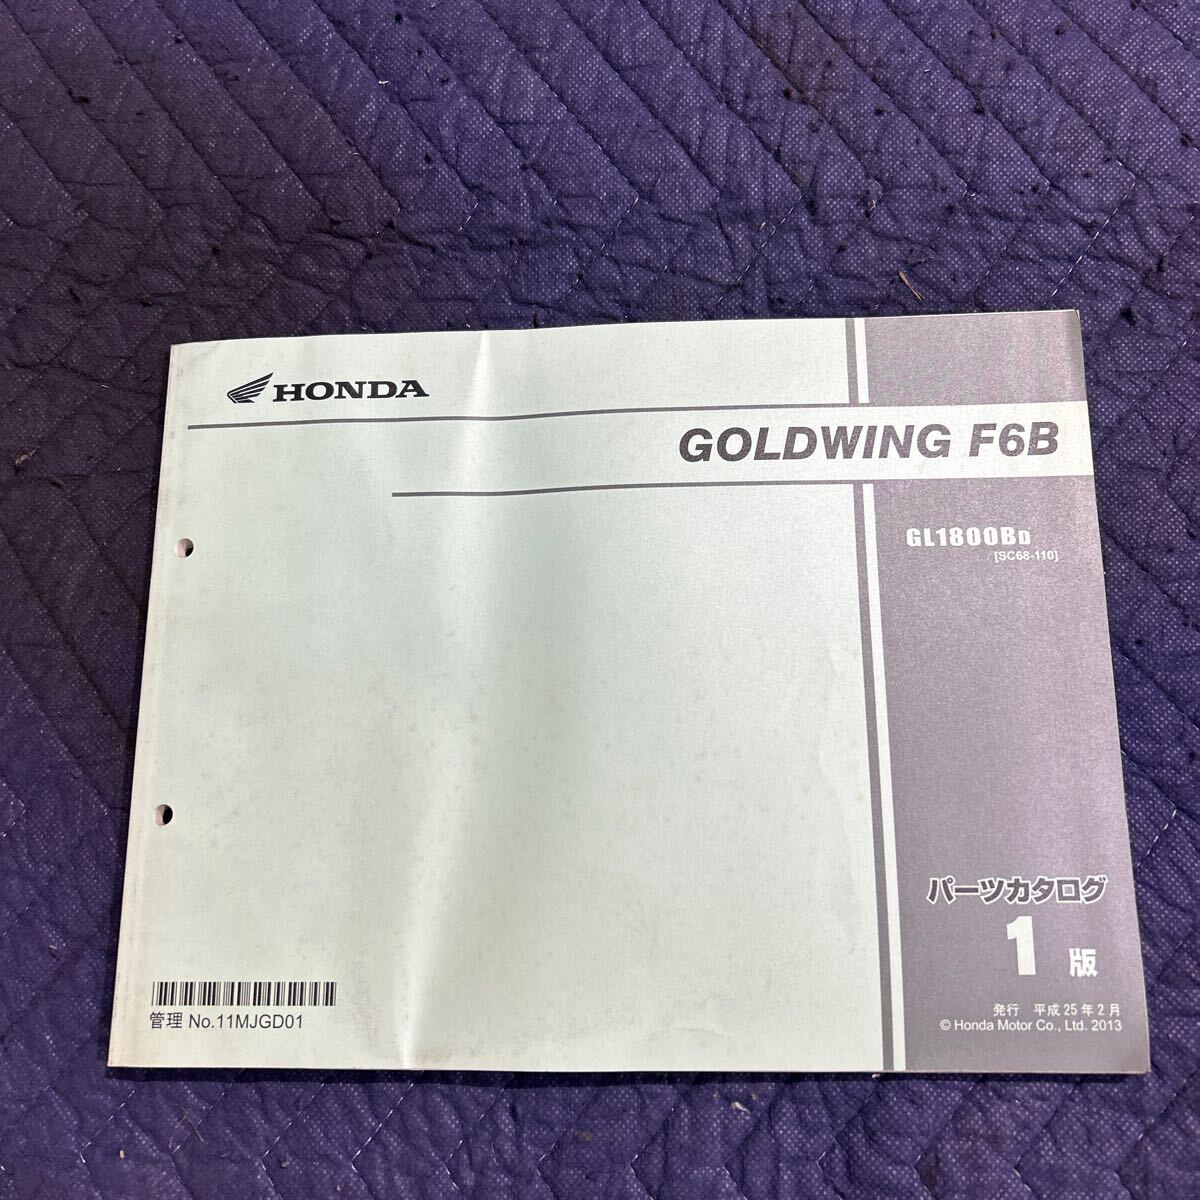 HONDA
GOLDWING F6B
GL1800BD
[SC68-110]
パーツカタログ
1 版
発行 平成25年2月
© Honda Motor Co., Ltd. 2013
管理 No.11MJGD01